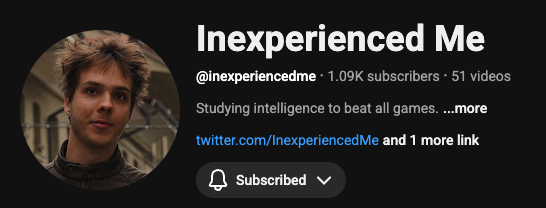 Inexperienced Me
@inexperiencedme · 1.09K subscribers · 51 videos
Studying intelligence to beat all games. ...more
twitter.com/InexperiencedMe and 1 more link
Subscribed